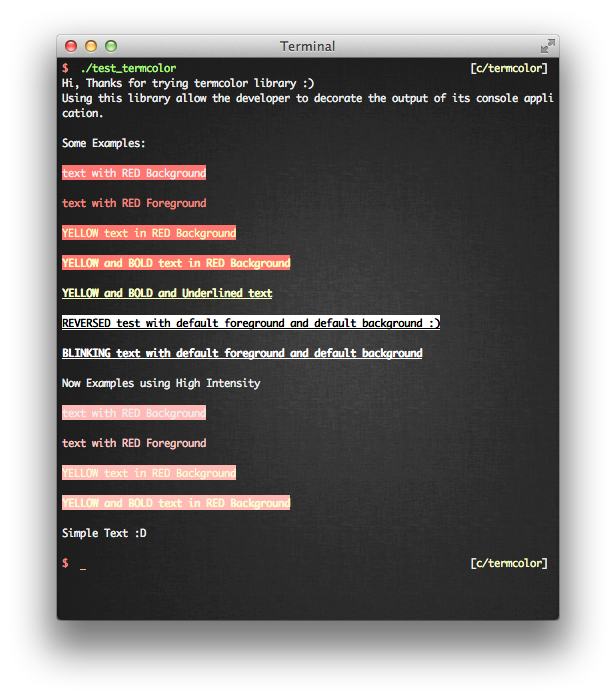 Terminal
$ ./test_termcolor [c/termcolor]
Hi, Thanks for trying termcolor library :)
Using this library allow the developer to decorate the output of its console appli
cation.
Some Examples:
text with RED Background
text with RED Foreground
YELLOW text in RED Background
YELLOW and BOLD text in RED Background
YELLOW and BOLD and Underlined text
REVERSED test with default foreground and default background :)
BLINKING text with default foreground and default background
Now Examples using High Intensity
text with RED Background
text with RED Foreground
YELLOW text in RED Background
YELLOW and BOLD text in RED Background
Simple Text :D
$ _ [c/termcolor]